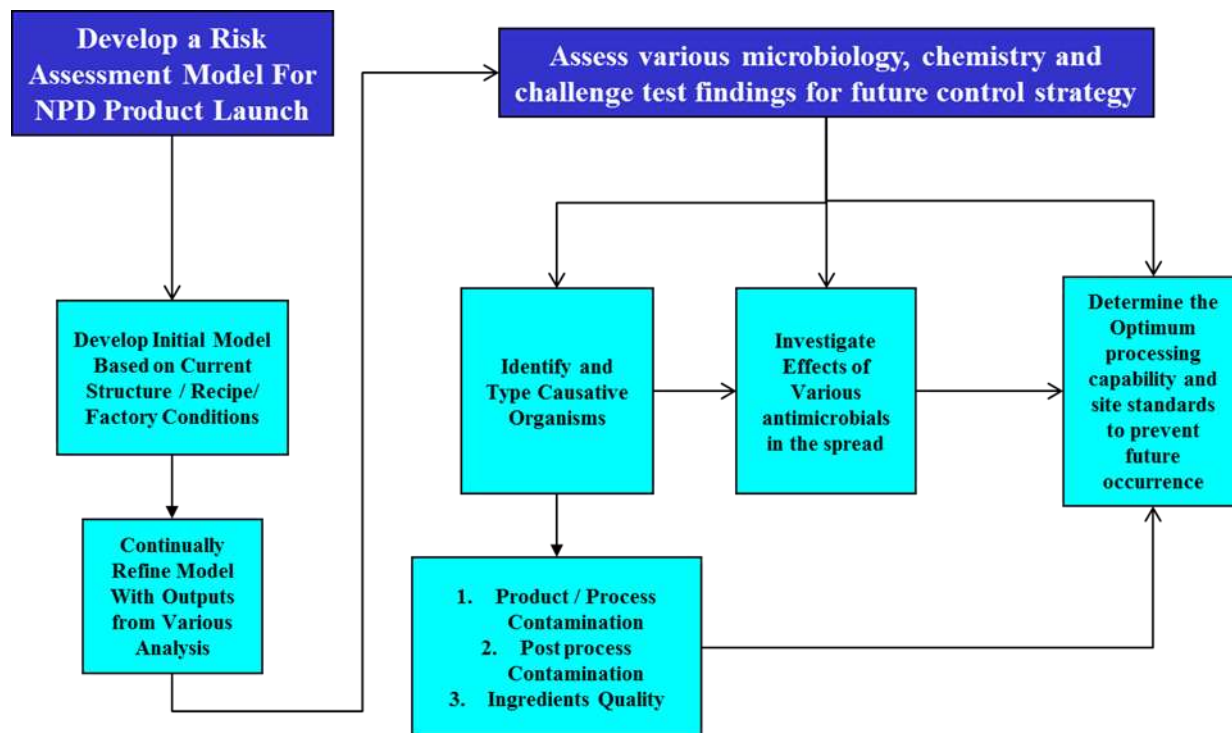 Develop a Risk
Assessment Model For
NPD Product Launch
Develop Initial Model
Based on Current
Structure / Recipe/
Factory Conditions
Continually
Refine Model
With Outputs
from Various
Analysis
Assess various microbiology, chemistry and
challenge test findings for future control strategy
Identify and
Type Causative
Organisms
Investigate
Effects of
Various
antimicrobials
in the spread
Determine the
Optimum
processing
capability and
site standards
to prevent
future
occurrence
1. Product / Process
Contamination
2. Post process
Contamination
3. Ingredients Quality